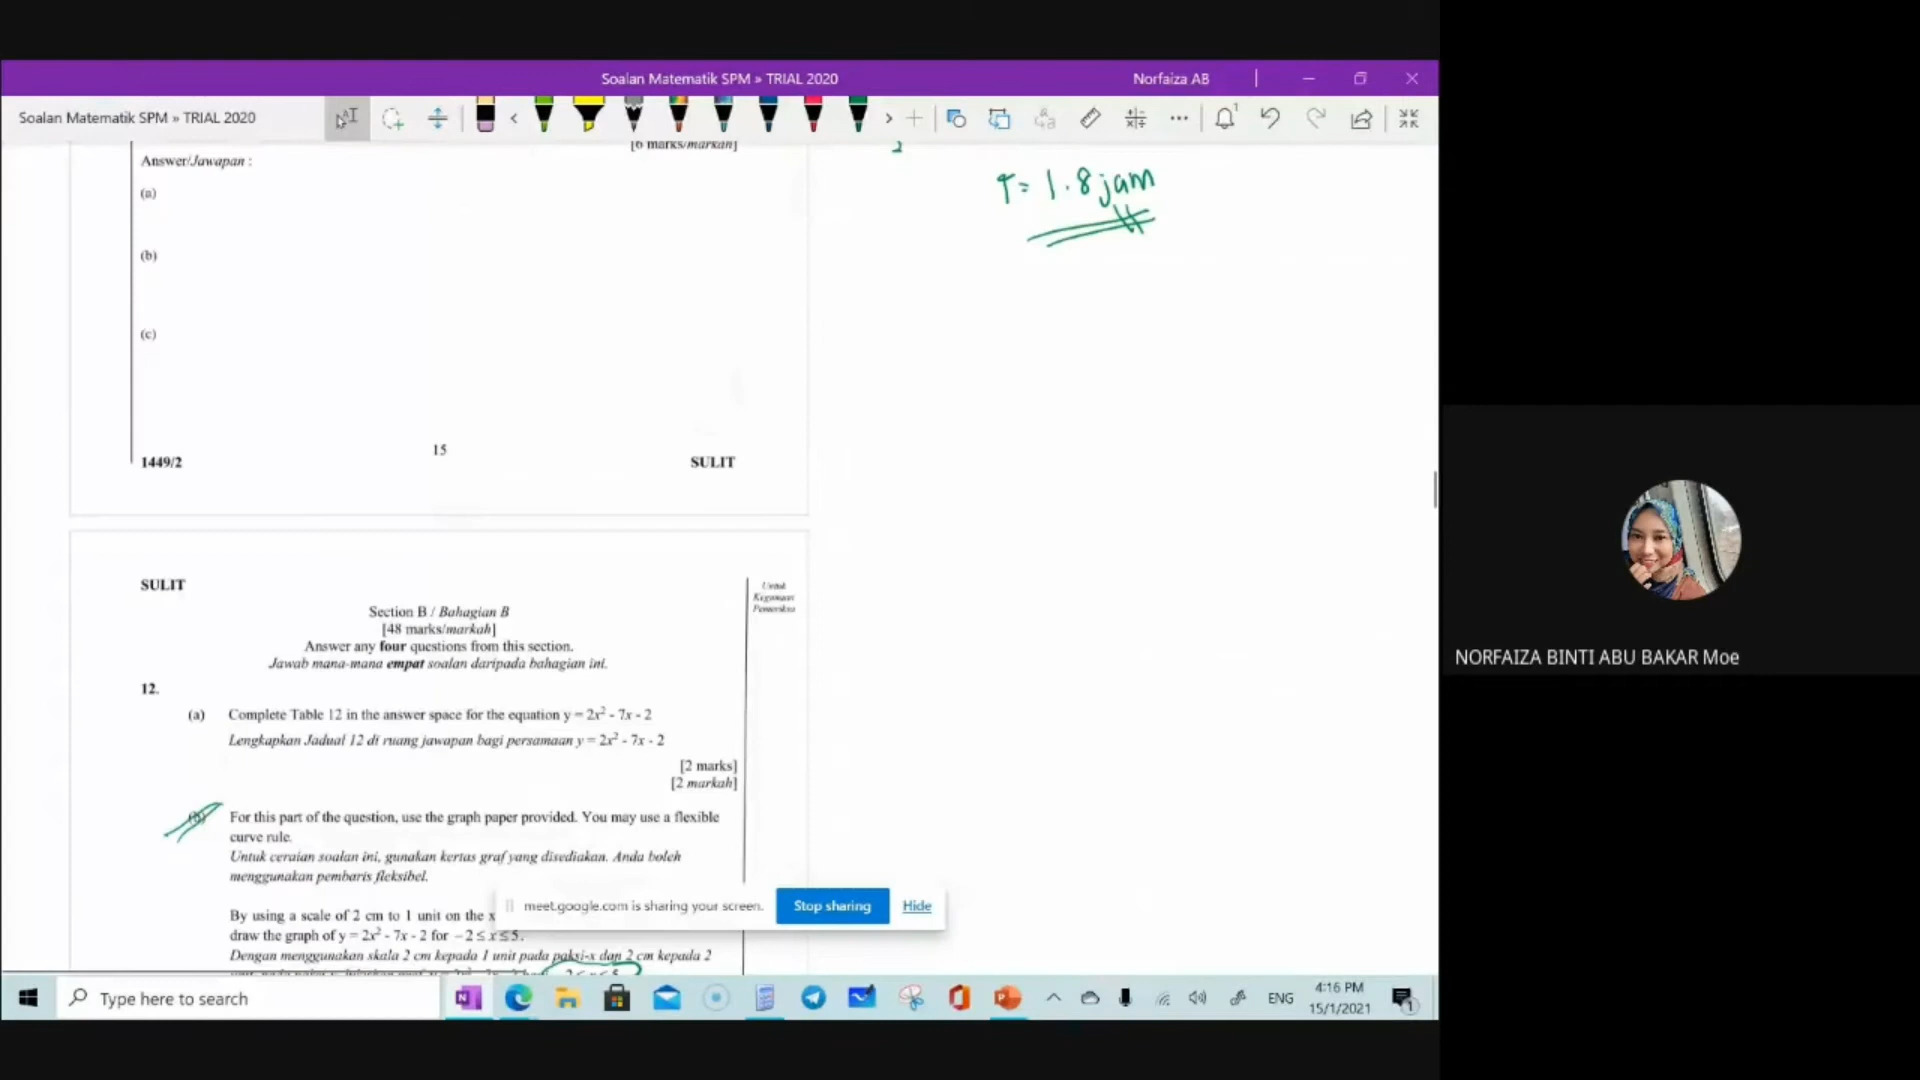 Soalan Matematik SPM » TRIAL 2020
Norfaiza AB
Soalan Matematik SPM » TRIAL 2020
[6 marks/markah]
Answer/Jawapan :
T = 1.8 jam
(a)
(b)
(c)
15
1449/2
SULIT
SULIT
Untuk
Kegunaan
Pemeriksa
Section B / Bahagian B
[48 marks/markah]
Answer any four questions from this section.
Jawab mana-mana empat soalan daripada bahagian ini.
12.
(a) Complete Table 12 in the answer space for the equation y = 2x² - 7x - 2
Lengkapkan Jadual 12 di ruang jawapan bagi persamaan y = 2x² - 7x - 2
[2 marks]
[2 markah]
(b) For this part of the question, use the graph paper provided. You may use a flexible
curve rule.
Untuk ceraian soalan ini, gunakan kertas graf yang disediakan. Anda boleh
menggunakan pembaris fleksibel.
By using a scale of 2 cm to 1 unit on the x
draw the graph of y = 2x² - 7x - 2 for – 2 ≤ x ≤ 5.
Dengan menggunakan skala 2 cm kepada 1 unit pada paksi-x dan 2 cm kepada 2
meet.google.com is sharing your screen.
Stop sharing
Hide
NORFAIZA BINTI ABU BAKAR Moe
Type here to search
ENG
4:16 PM
15/1/2021